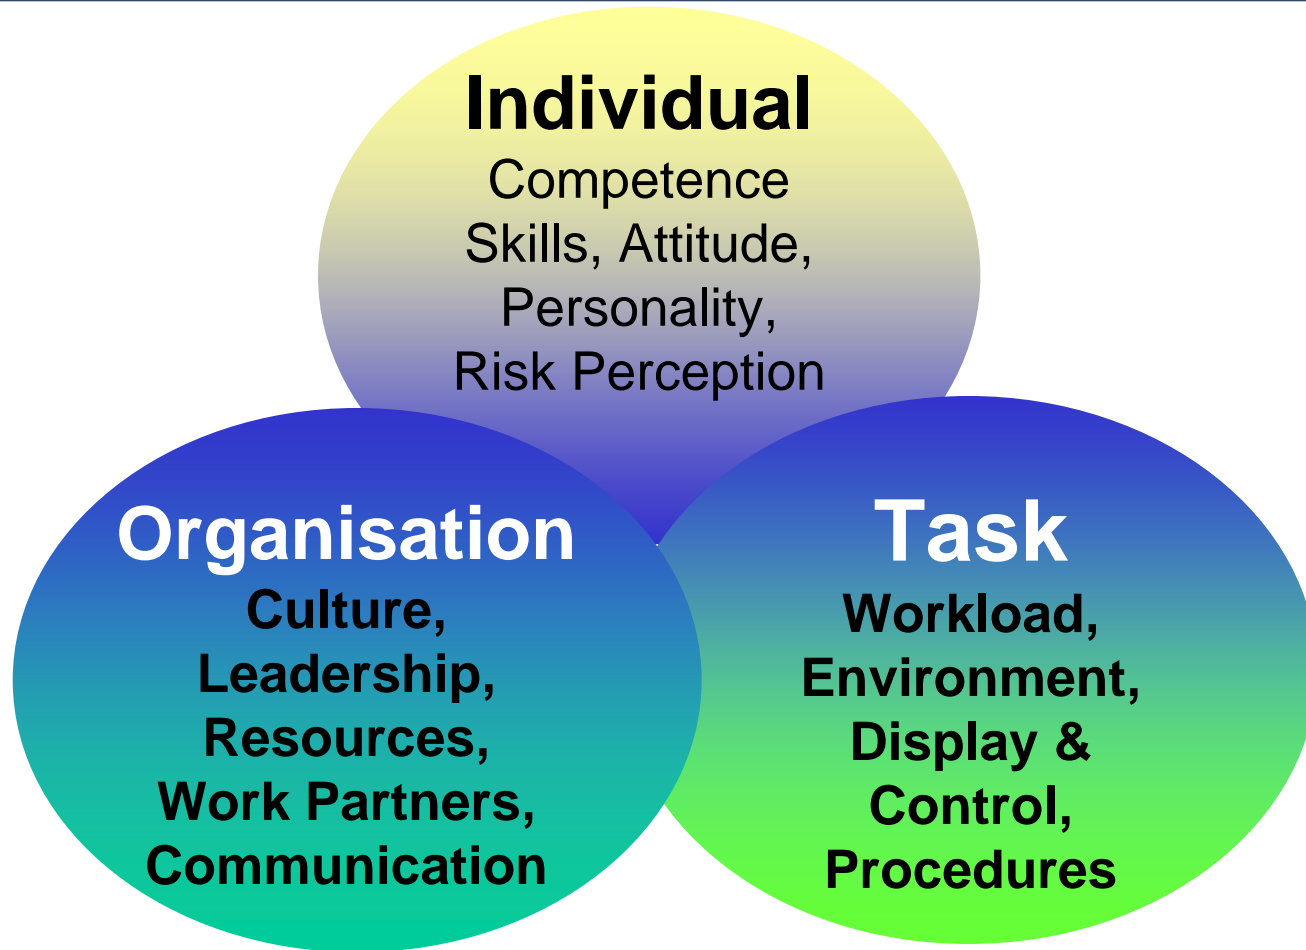 Individual
Competence
Skills, Attitude,
Personality,
Risk Perception
Organisation
Culture,
Leadership,
Resources,
Work Partners,
Communication
Task
Workload,
Environment,
Display &
Control,
Procedures